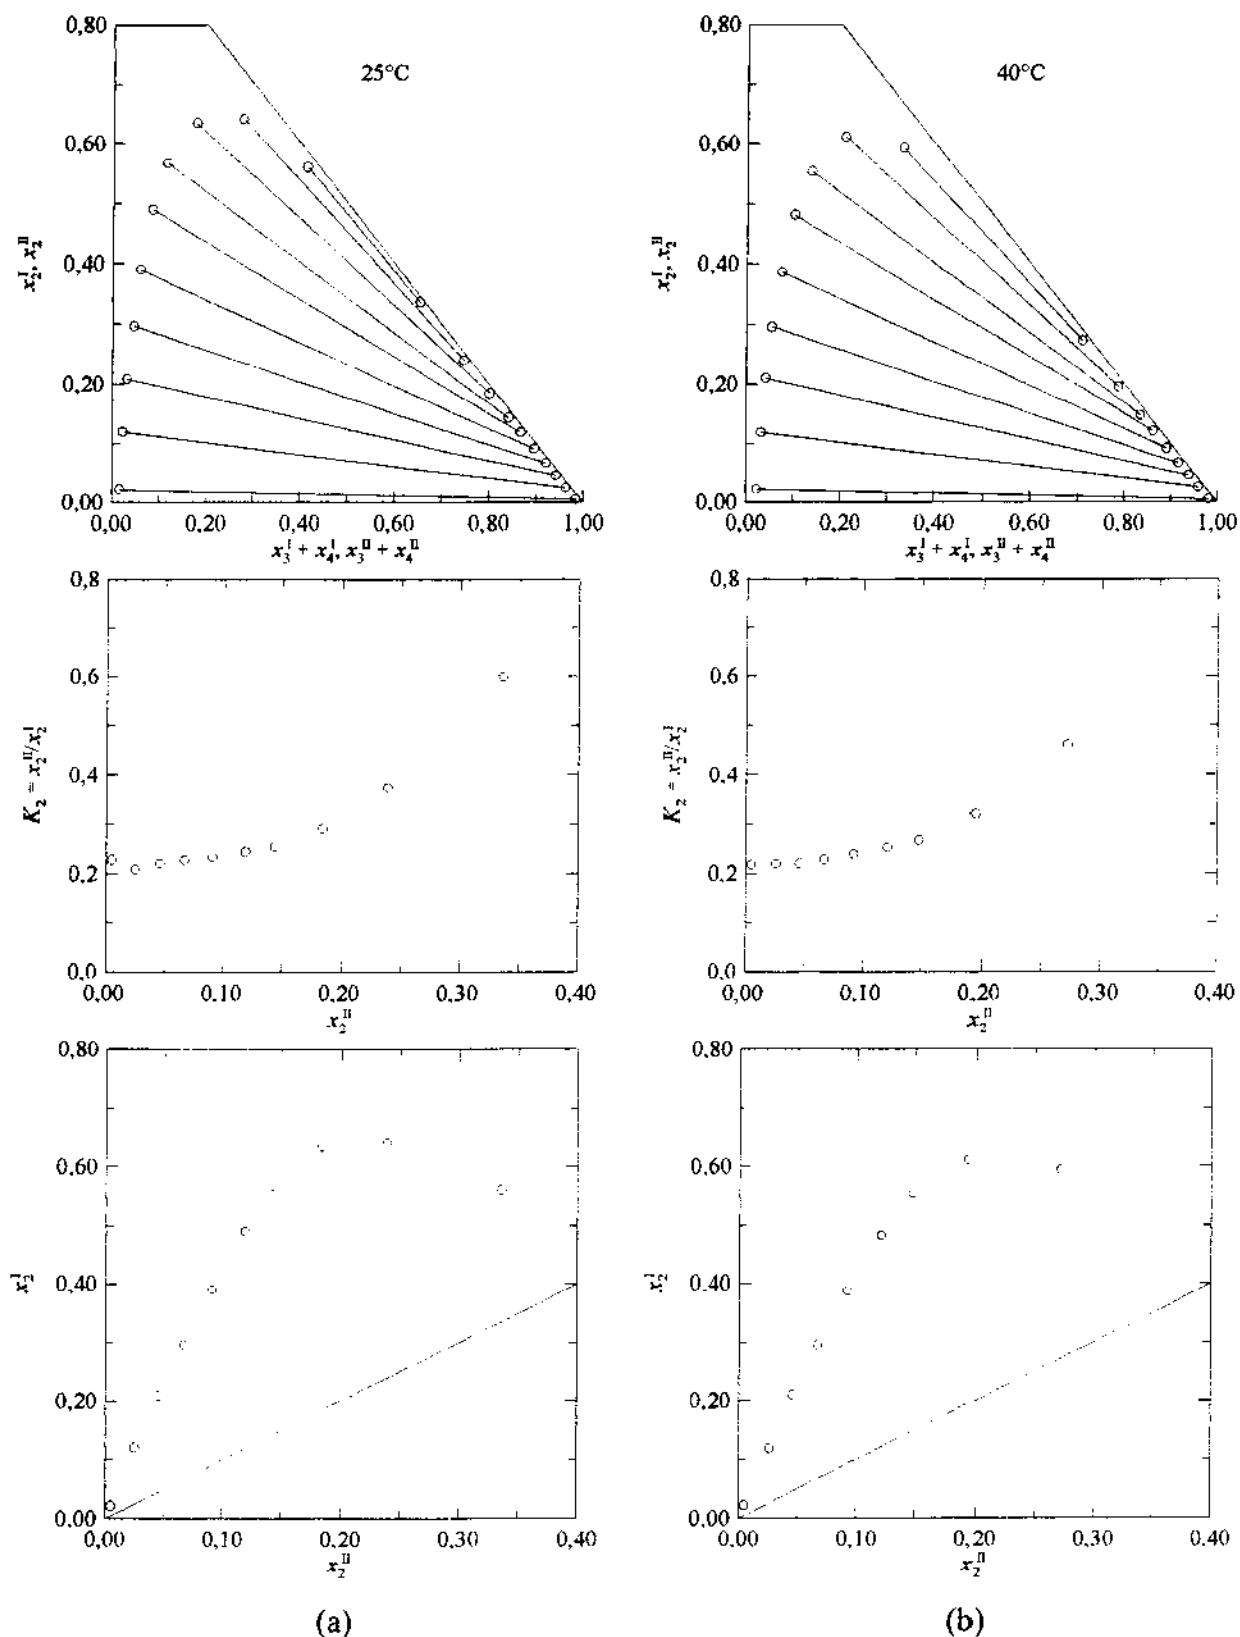 0,80
25°C
0,60
0,40
0,20
0,00
x₂ᴵ, x₂ᴵᴵ
0,00 0,20 0,40 0,60 0,80 1,00
x₃ᴵ + x₄ᴵ, x₃ᴵᴵ + x₄ᴵᴵ
0,80
40°C
0,60
0,40
0,20
0,00
x₂ᴵ, x₂ᴵᴵ
0,00 0,20 0,40 0,60 0,80 1,00
x₃ᴵ + x₄ᴵ, x₃ᴵᴵ + x₄ᴵᴵ
0,8
0,6
0,4
0,2
0,0
K₂ = x₂ᴵᴵ/x₂ᴵ
0,00 0,10 0,20 0,30 0,40
x₂ᴵᴵ
0,8
0,6
0,4
0,2
0,0
K₂ = x₂ᴵᴵ/x₂ᴵ
0,00 0,10 0,20 0,30 0,40
x₂ᴵᴵ
0,80
0,60
0,40
0,20
0,00
x₂ᴵ
0,00 0,10 0,20 0,30 0,40
x₂ᴵᴵ
0,80
0,60
0,40
0,20
0,00
x₂ᴵ
0,00 0,10 0,20 0,30 0,40
x₂ᴵᴵ
(a)
(b)